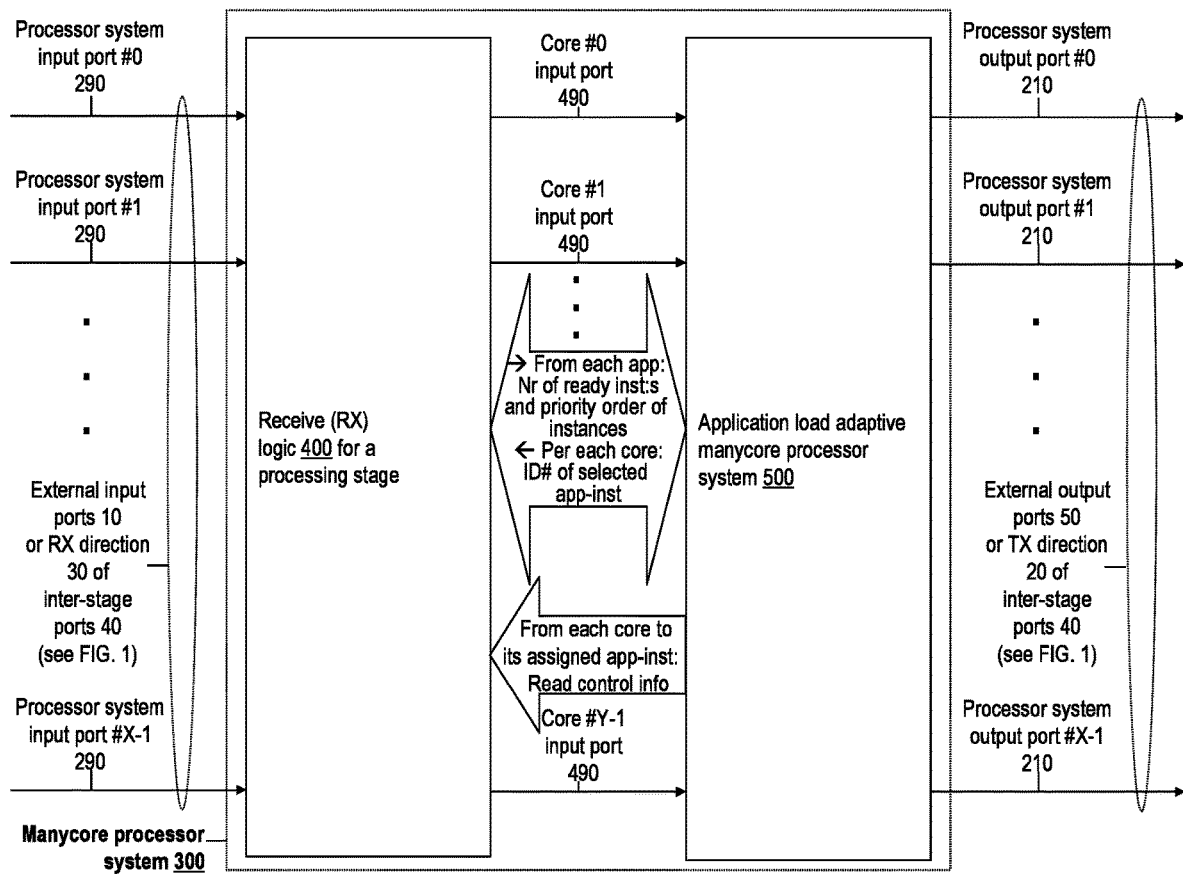 Processor system
input port #0
290
Core #0
input port
490
Processor system
output port #0
210
Processor system
input port #1
290
Core #1
input port
490
Processor system
output port #1
210
→ From each app:
Nr of ready inst:s
and priority order of
instances
← Per each core:
ID# of selected
app-inst
Receive (RX)
logic 400 for a
processing stage
Application load adaptive
manycore processor
system 500
External input
ports 10
or RX direction
30 of
inter-stage
ports 40
(see FIG. 1)
External output
ports 50
or TX direction
20 of
inter-stage
ports 40
(see FIG. 1)
From each core to
its assigned app-inst:
Read control info
Processor system
input port #X-1
290
Core #Y-1
input port
490
Processor system
output port #X-1
210
Manycore processor
system 300